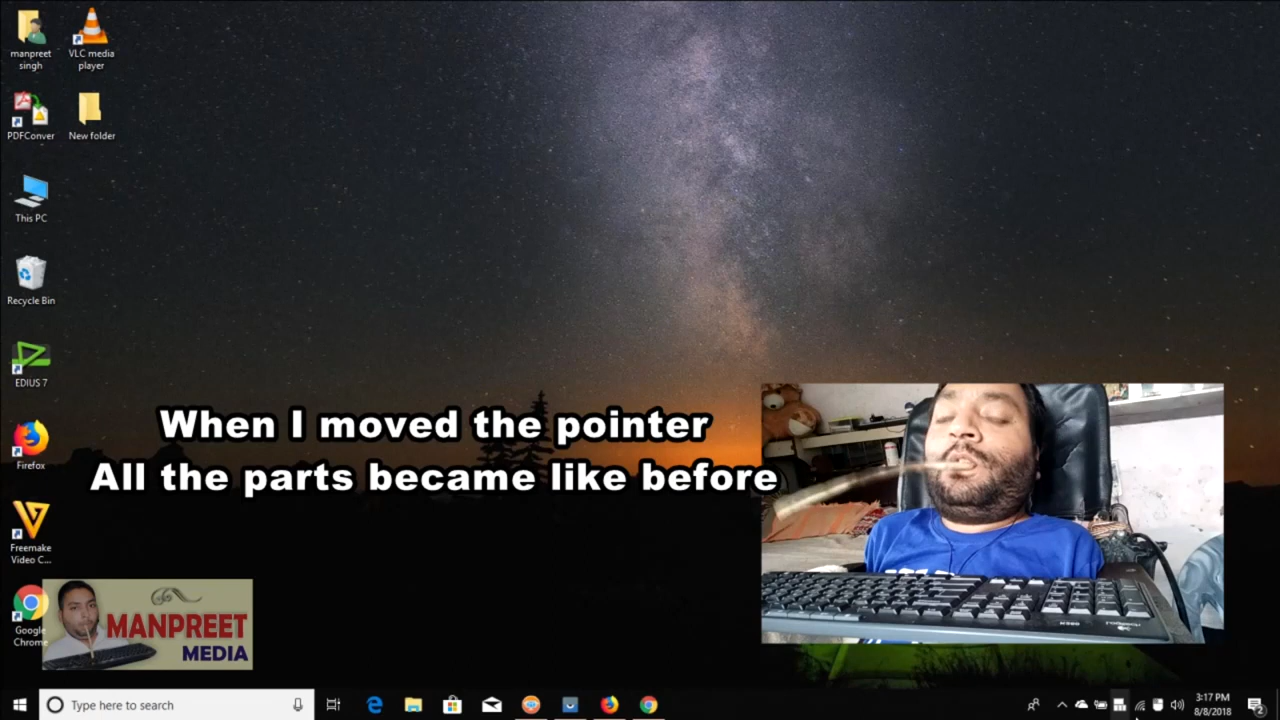 manpreet
singh
VLC media
player
PDFConver
New folder
This PC
Recycle Bin
EDIUS 7
Firefox
Freemake
Video C...
Google
Chrome
When I moved the pointer
All the parts became like before
MANPREET
MEDIA
Type here to search
3:17 PM
8/8/2018
2